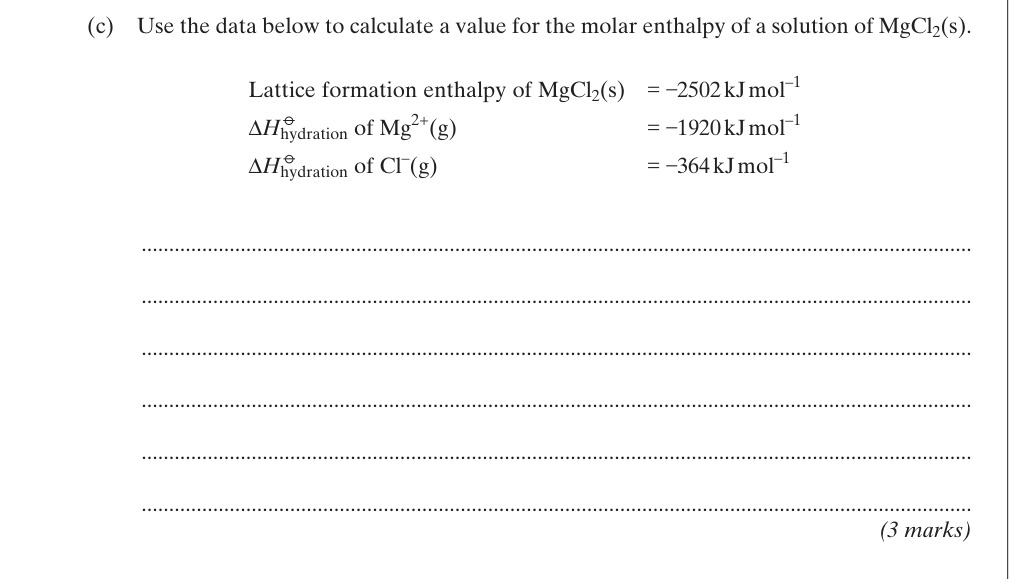 (c) Use the data below to calculate a value for the molar enthalpy of a solution of MgCl₂(s).
Lattice formation enthalpy of MgCl₂(s) = −2502 kJ mol⁻¹
ΔH⦵hydration of Mg²⁺(g) = −1920 kJ mol⁻¹
ΔH⦵hydration of Cl⁻(g) = −364 kJ mol⁻¹
(3 marks)